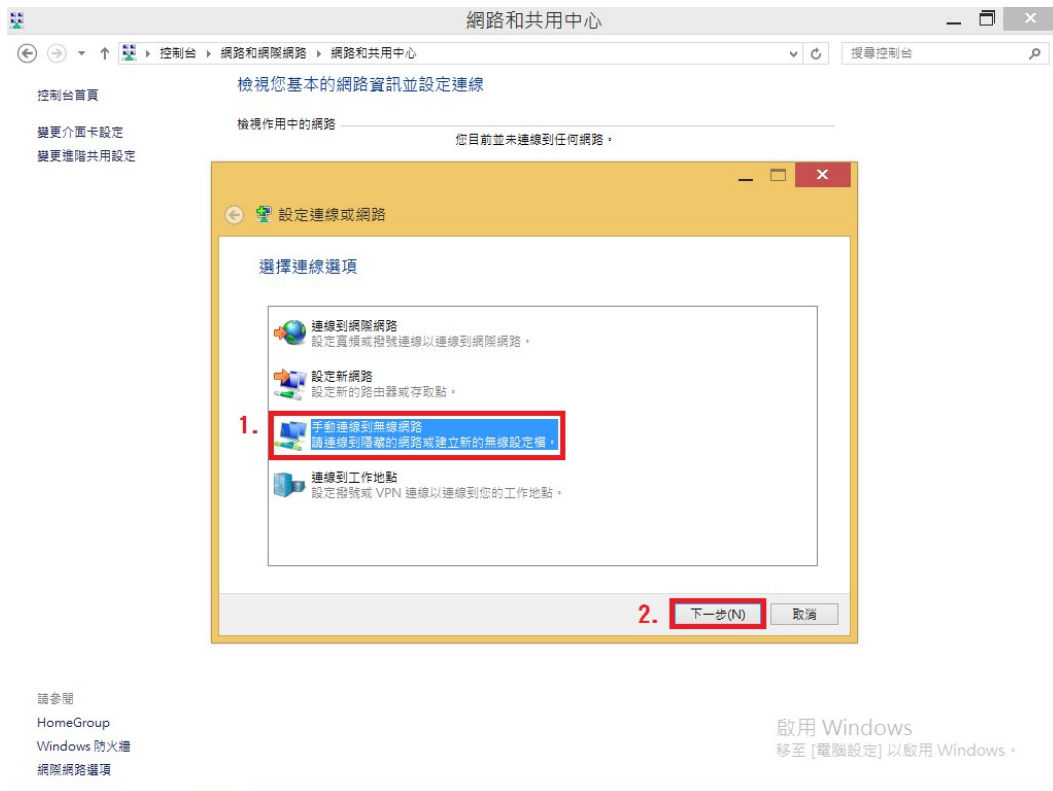 網路和共用中心
控制台 網路和網際網路 網路和共用中心 搜尋控制台
控制台首頁
變更介面卡設定
變更進階共用設定
檢視您基本的網路資訊並設定連線
檢視作用中的網路
您目前並未連線到任何網路。
設定連線或網路
選擇連線選項
連線到網際網路
設定寬頻或撥號連線以連線到網際網路。
設定新網路
設定新的路由器或存取點。
1.
手動連線到無線網路
請連線到隱藏的網路或建立新的無線設定檔。
連線到工作地點
設定撥號或 VPN 連線以連線到您的工作地點。
2. 下一步(N) 取消
請參閱
HomeGroup
Windows 防火牆
網際網路選項
啟用 Windows
移至 [電腦設定] 以啟用 Windows。